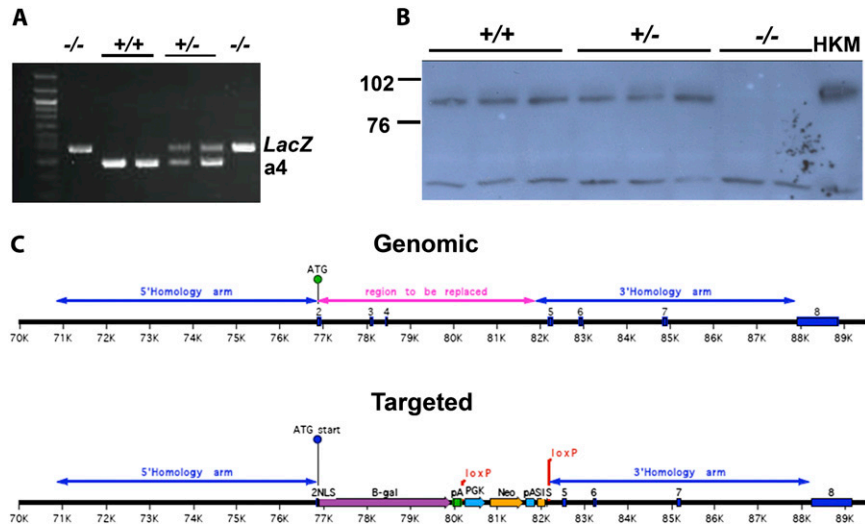 A
-/- +/+ +/- -/-
LacZ
a4
B
+/+ +/- -/- HKM
102
76
C
Genomic
ATG
5'Homology arm region to be replaced 3'Homology arm
2 3 4 5 6 7 8
70K 71K 72K 73K 74K 75K 76K 77K 78K 79K 80K 81K 82K 83K 84K 85K 86K 87K 88K 89K
Targeted
ATG start
loxP
loxP
5'Homology arm 3'Homology arm
2NLS B-gal pA PGK Neo pASIS 5 6 7 8
70K 71K 72K 73K 74K 75K 76K 77K 78K 79K 80K 81K 82K 83K 84K 85K 86K 87K 88K 89K